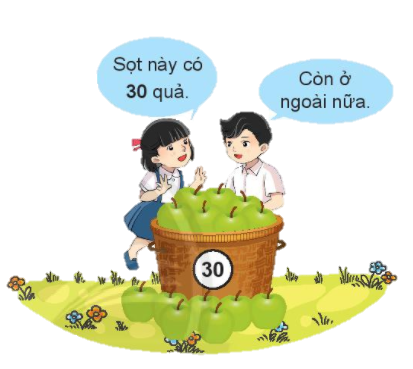 Sọt này có
30 quả.
Còn ở
ngoài nữa.
30